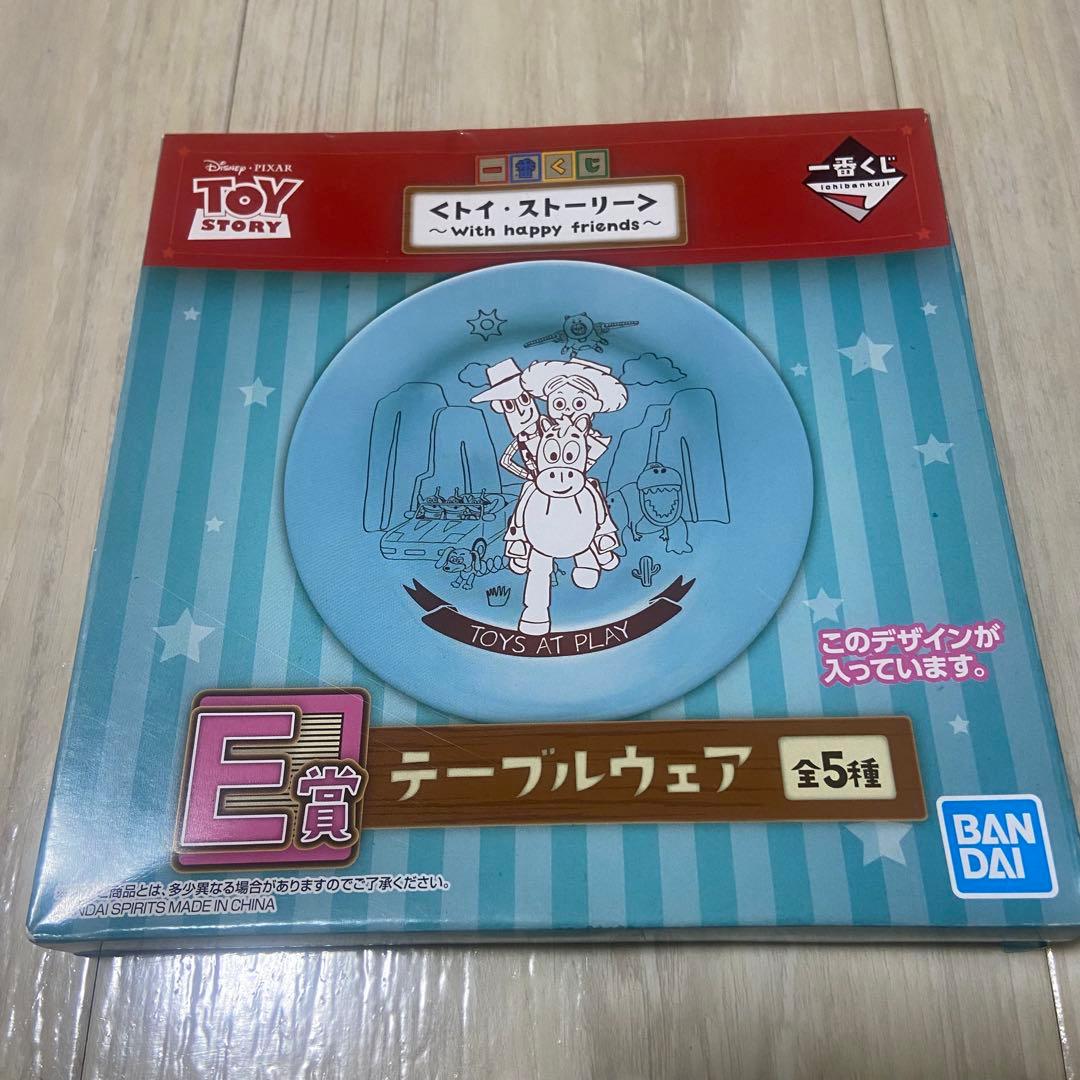 Disney・PIXAR
TOY
STORY
一番くじ
<トイ・ストーリー>
~With happy friends~
一番くじ
ichibankuji
TOYS AT PLAY
このデザインが
入っています。
E賞
テーブルウェア
全5種
BAN
DAI
商品とは、多少異なる場合がありますのでご了承ください。
NDAI SPIRITS MADE IN CHINA